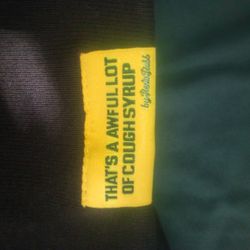 THAT'S A AWFUL LOT
OF COUGH SYRUP